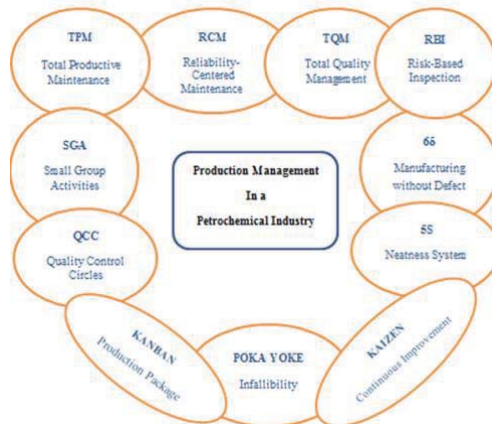 TPM
Total Productive
Maintenance
RCM
Reliability-
Centered
Maintenance
TQM
Total Quality
Management
RBI
Risk-Based
Inspection
SGA
Small Group
Activities
Production Management
In a
Petrochemical Industry
6δ
Manufacturing
without Defect
QCC
Quality Control
Circles
5S
Neatness System
KANBAN
Production Package
POKA YOKE
Infallibility
KAIZEN
Continuous Improvement